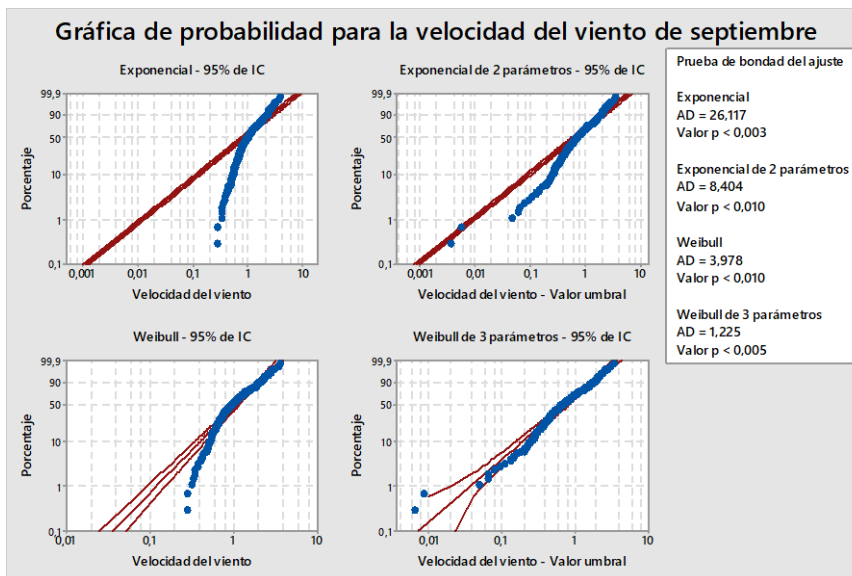 Gráfica de probabilidad para la velocidad del viento de septiembre
Exponencial - 95% de IC
99,9
90
50
10
1
0,1
Porcentaje
0,001
0,01
0,1
1
10
Velocidad del viento
Exponencial de 2 parámetros - 95% de IC
99,9
90
50
10
1
0,1
Porcentaje
0,001
0,01
0,1
1
10
Velocidad del viento - Valor umbral
Weibull - 95% de IC
99,9
90
50
10
1
0,1
Porcentaje
0,01
0,1
1
10
Velocidad del viento
Weibull de 3 parámetros - 95% de IC
99,9
90
50
10
1
0,1
Porcentaje
0,01
0,1
1
10
Velocidad del viento - Valor umbral
Prueba de bondad del ajuste
Exponencial
AD = 26,117
Valor p < 0,003
Exponencial de 2 parámetros
AD = 8,404
Valor p < 0,010
Weibull
AD = 3,978
Valor p < 0,010
Weibull de 3 parámetros
AD = 1,225
Valor p < 0,005